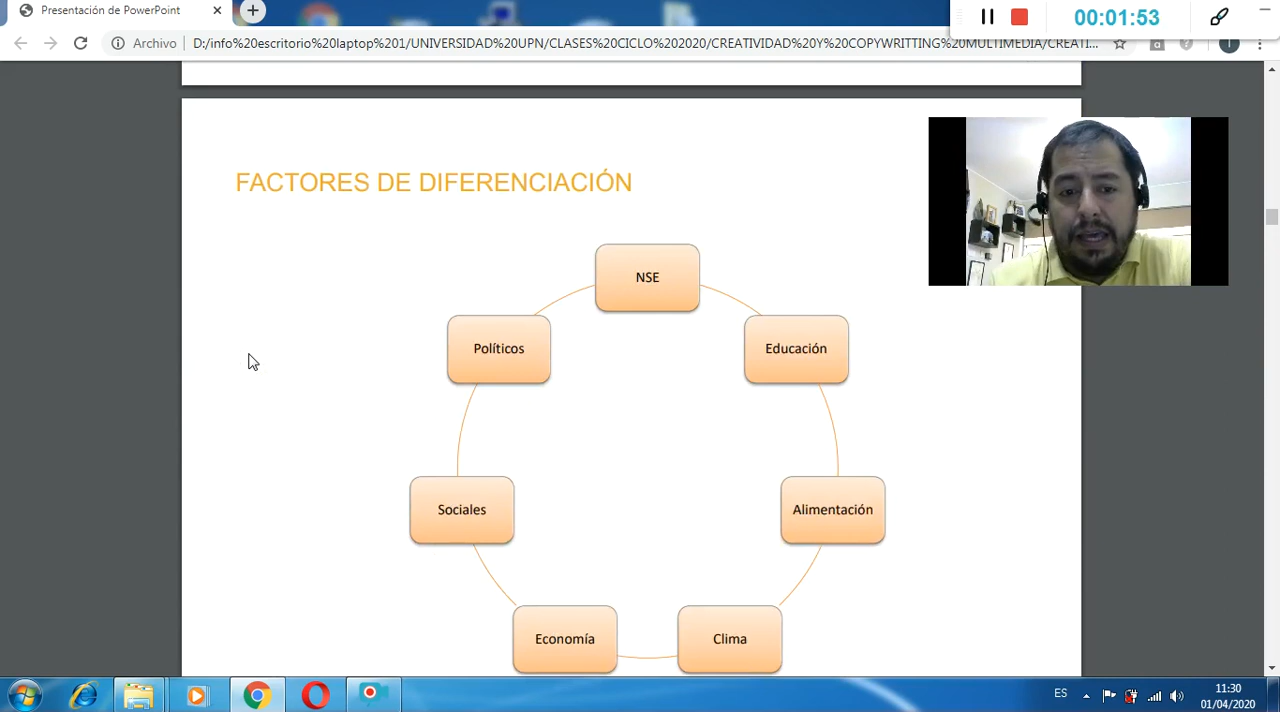 Presentación de PowerPoint
00:01:53
Archivo
D:/info%20escritorio%20laptop%201/UNIVERSIDAD%20UPN/CLASES%20CICLO%202020/CREATIVIDAD%20Y%20COPYWRITTING%20MULTIMEDIA/CREATI...
FACTORES DE DIFERENCIACIÓN
NSE
Políticos
Educación
Sociales
Alimentación
Economía
Clima
ES
11:30
01/04/2020